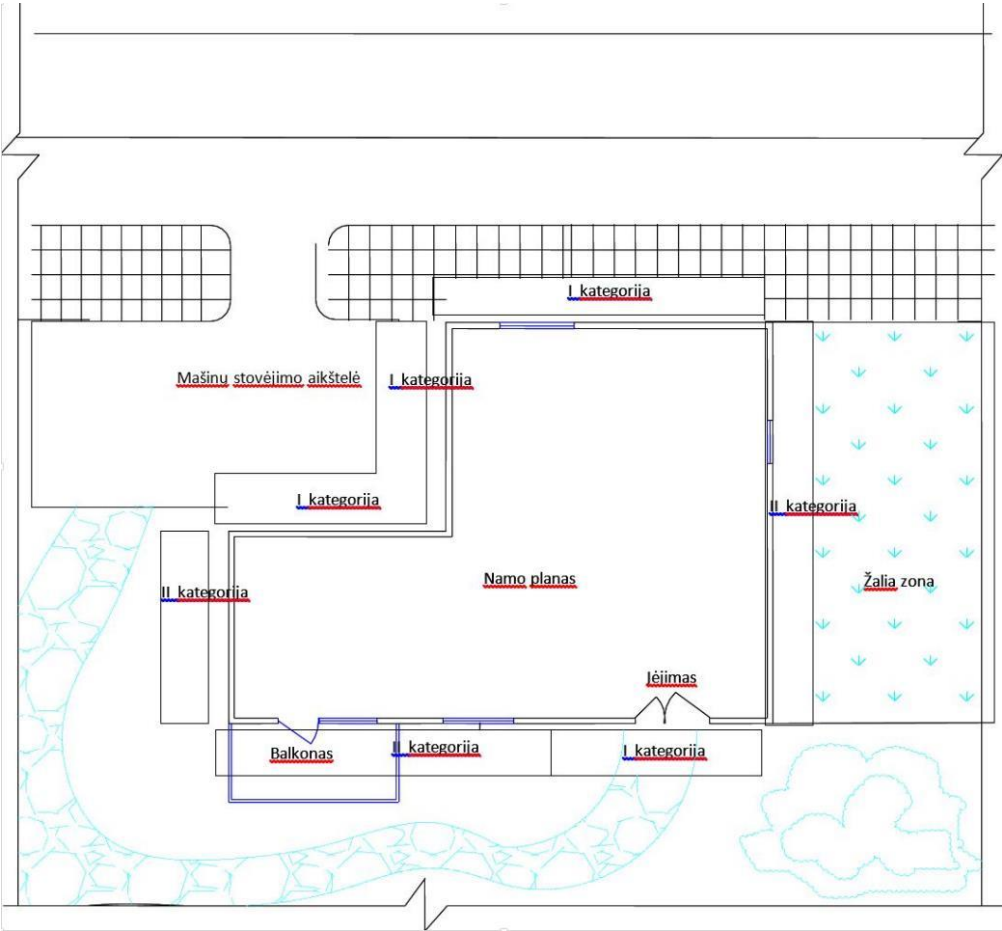 I kategorija
Mašinų stovėjimo aikštelė
I kategorija
I kategorija
II kategorija
Namo planas
Žalia zona
II kategorija
Įėjimas
Balkonas
II kategorija
I kategorija